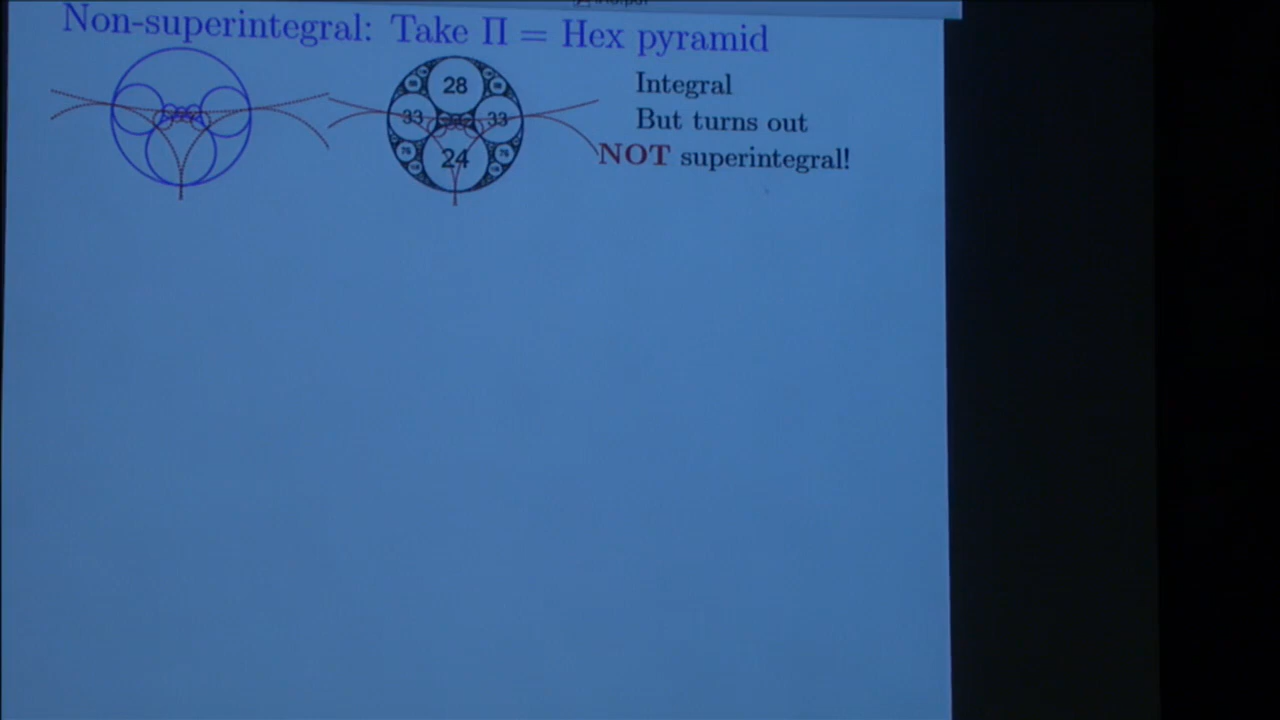 Non-superintegral: Take Π = Hex pyramid
28
33
33
24
Integral
But turns out
NOT superintegral!